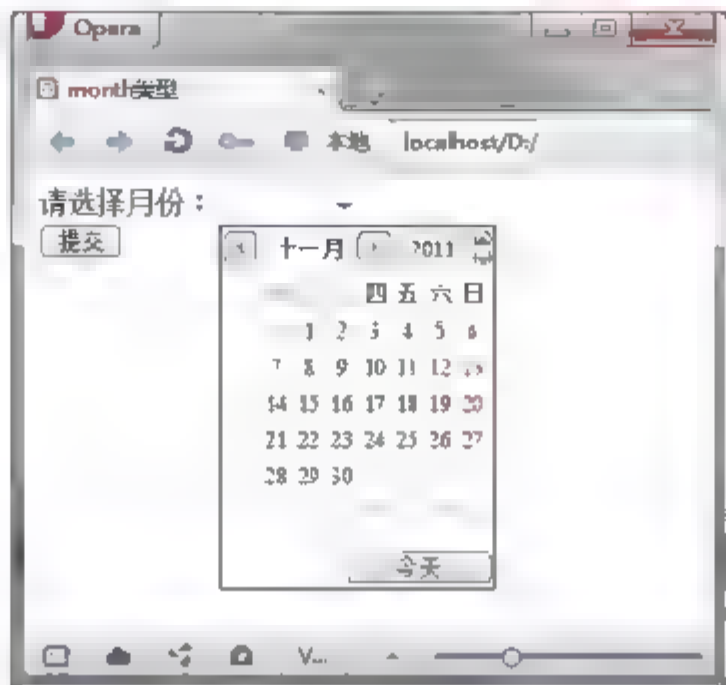 Opera
month类型
本地 localhost/D:/
请选择月份：
提交
十一月 2011
四 五 六 日
1 2 3 4 5 6
7 8 9 10 11 12 13
14 15 16 17 18 19 20
21 22 23 24 25 26 27
28 29 30
今天